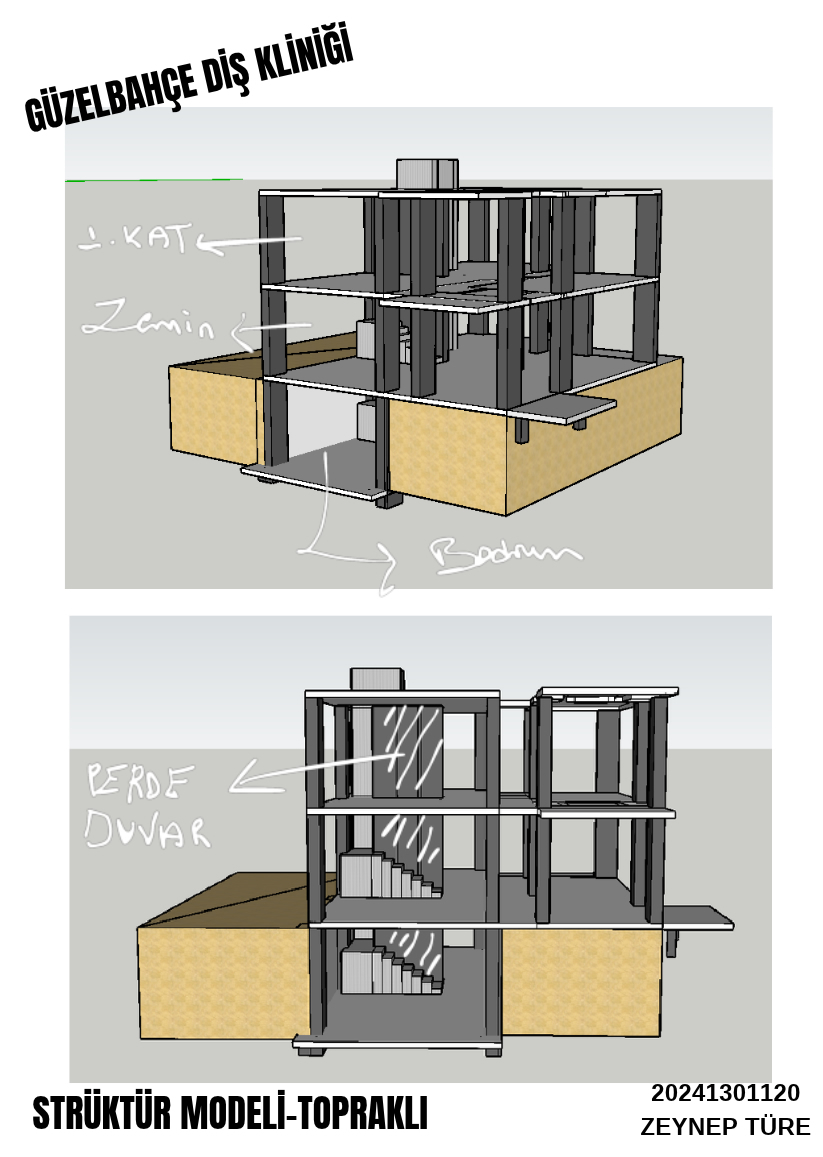 GÜZELBAHÇE DİŞ KLİNİĞİ
1.KAT
Zemin
Bodrum
PERDE
DUVAR
STRÜKTÜR MODELİ-TOPRAKLI
20241301120
ZEYNEP TÜRE